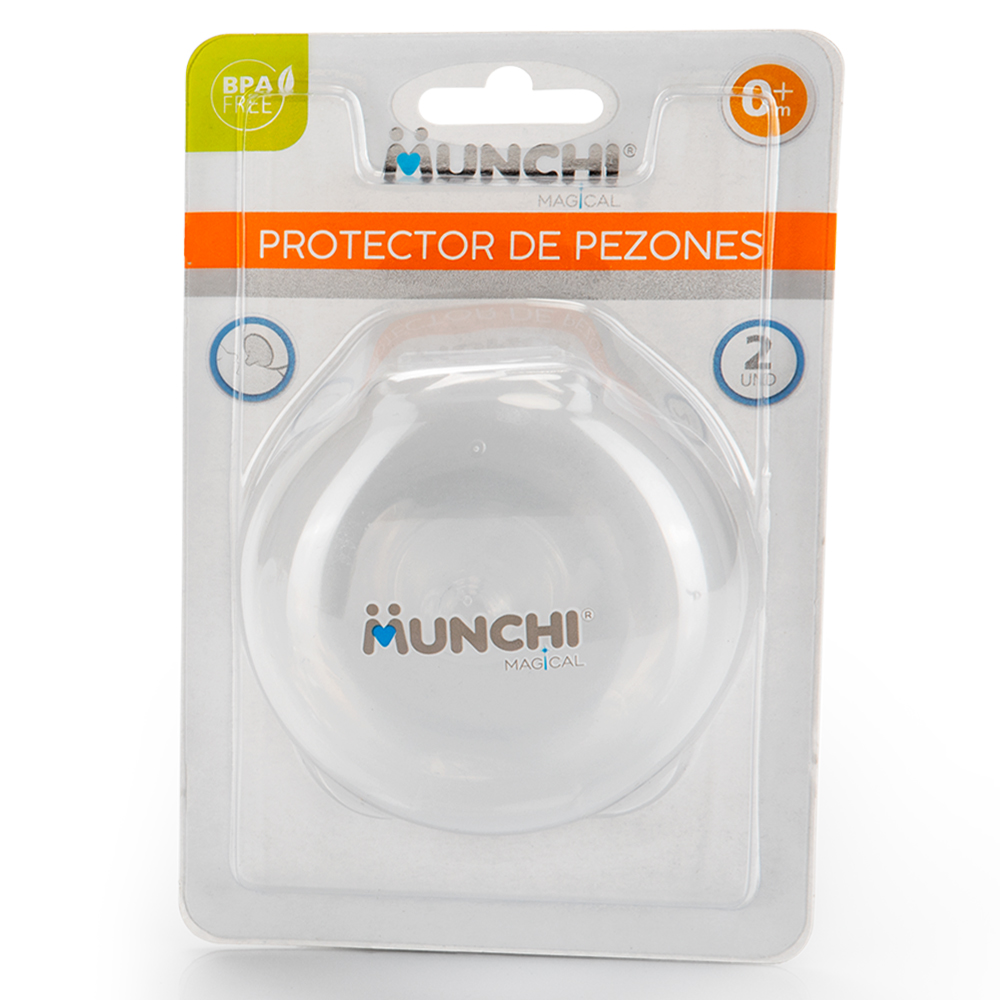 BPA
FREE
0+
m
MUNCHI®
MAGICAL
PROTECTOR DE PEZONES
2
UND
MUNCHI®
MAGICAL